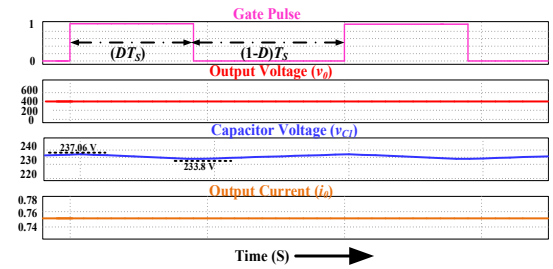 Gate Pulse
1
0
(DTS)
(1-D)TS
Output Voltage (v0)
600
400
200
0
Capacitor Voltage (vC1)
240
230
220
237.06 V
233.8 V
Output Current (i0)
0.78
0.76
0.74
Time (S)